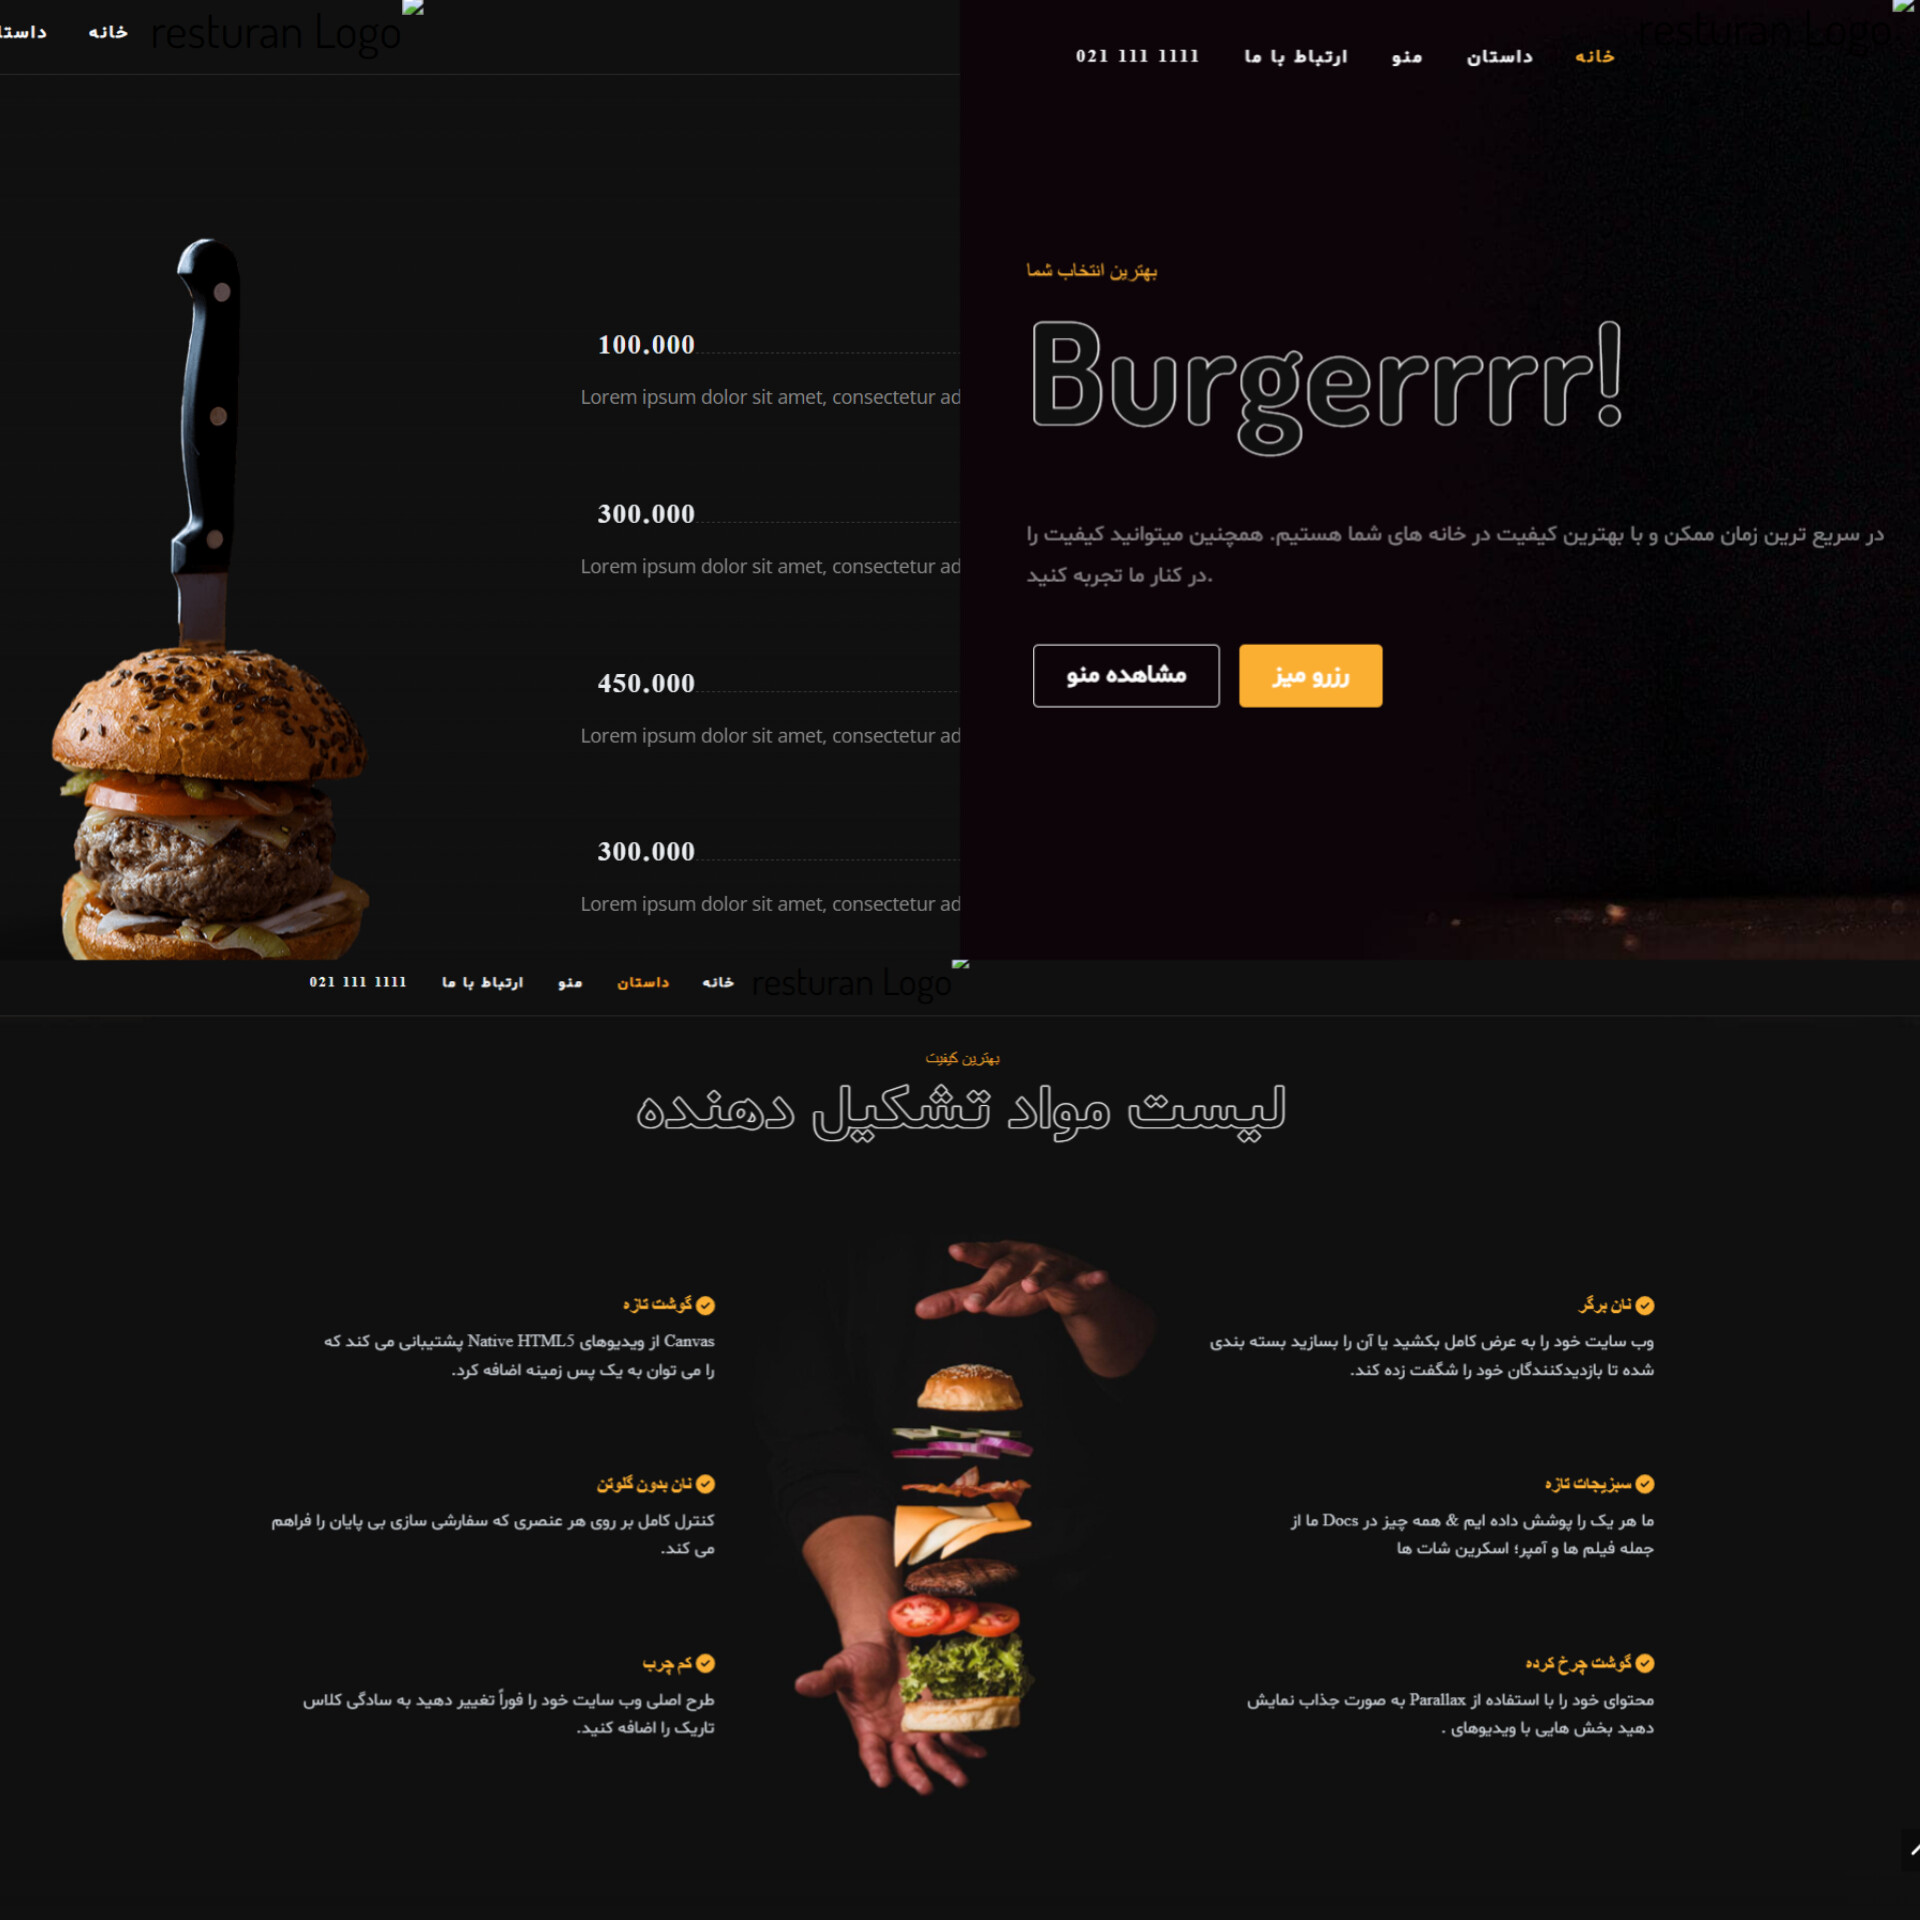 resturan Logo
خانه
داستا
100.000
Lorem ipsum dolor sit amet, consectetur ad
300.000
Lorem ipsum dolor sit amet, consectetur ad
450.000
Lorem ipsum dolor sit amet, consectetur ad
300.000
Lorem ipsum dolor sit amet, consectetur ad
resturan Logo
خانه داستان منو ارتباط با ما 021 111 1111
بهترین انتخاب شما
Burgerrrr!
در سریع ترین زمان ممکن و با بهترین کیفیت در خانه های شما هستیم. همچنین میتوانید کیفیت را
در کنار ما تجربه کنید.
رزرو میز
مشاهده منو
resturan Logo
خانه داستان منو ارتباط با ما 021 111 1111
بهترین کیفیت
لیست مواد تشکیل دهنده
نان برگر
وب سایت خود را به عرض کامل بکشید یا آن را بسازید بسته بندی
شده تا بازدیدکنندگان خود را شگفت زده کند.
سبزیجات تازه
ما هر یک را پوشش داده ایم & همه چیز در Docs ما از
جمله فیلم ها و آمپر؛ اسکرین شات ها
گوشت چرخ کرده
محتوای خود را با استفاده از Parallax به صورت جذاب نمایش
دهید بخش هایی با ویدیوهای .
گوشت تازه
Canvas از ویدیوهای Native HTML5 پشتیبانی می کند که
را می توان به یک پس زمینه اضافه کرد.
نان بدون گلوتن
کنترل کامل بر روی هر عنصری که سفارشی سازی بی پایان را فراهم
می کند.
کم چرب
طرح اصلی وب سایت خود را فوراً تغییر دهید به سادگی کلاس
تاریک را اضافه کنید.